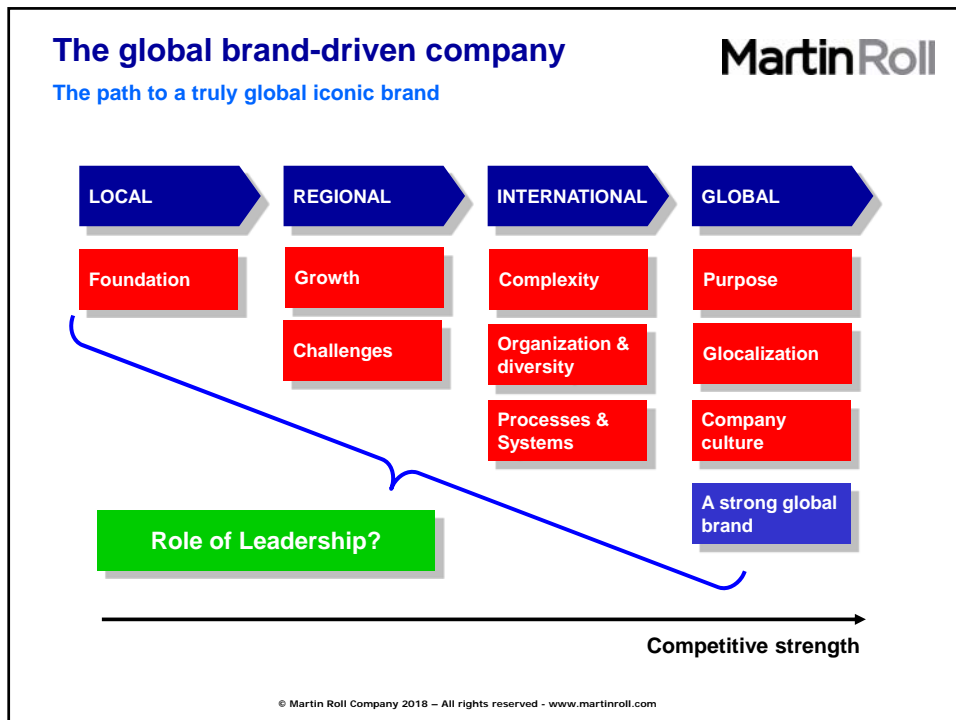 The global brand-driven company
MartinRoll
The path to a truly global iconic brand
LOCAL
REGIONAL
INTERNATIONAL
GLOBAL
Foundation
Growth
Challenges
Complexity
Organization &
diversity
Processes &
Systems
Purpose
Glocalization
Company
culture
A strong global
brand
Role of Leadership?
Competitive strength
© Martin Roll Company 2018 – All rights reserved - www.martinroll.com